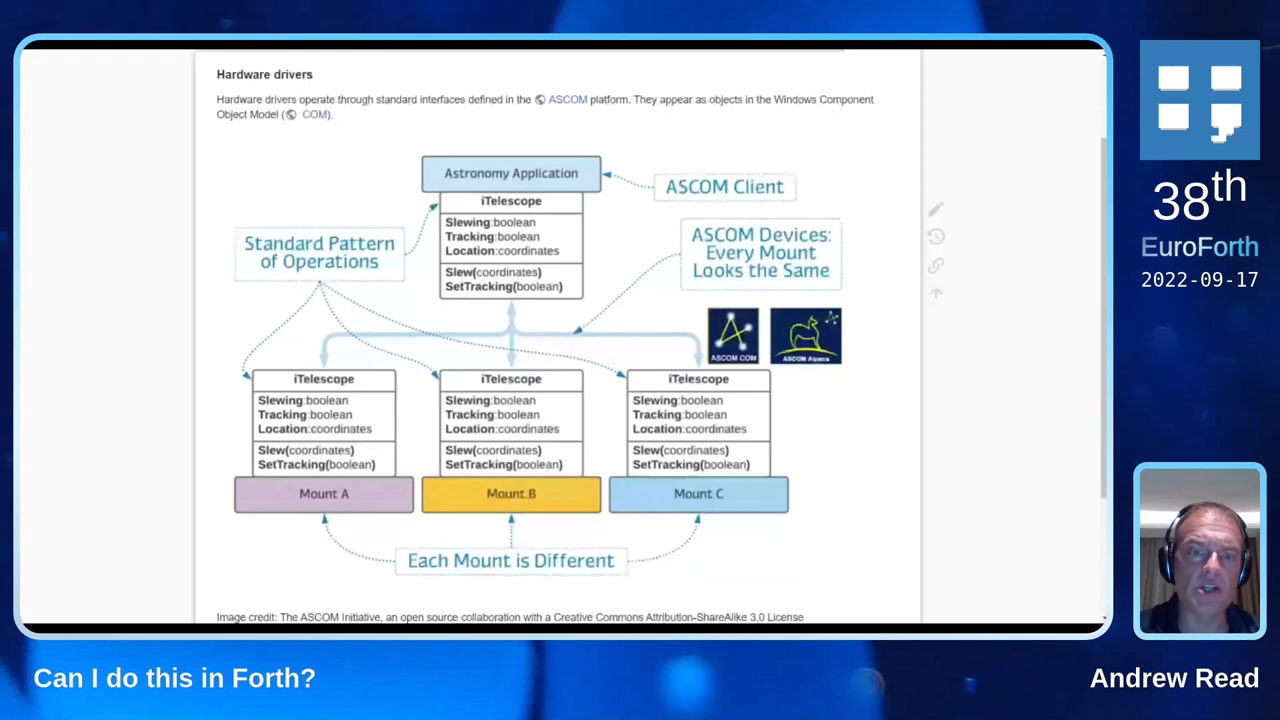 Hardware drivers
Hardware drivers operate through standard interfaces defined in the ASCOM platform. They appear as objects in the Windows Component
Object Model ( COM).
Astronomy Application
ASCOM Client
iTelescope
Slewing:boolean
Tracking:boolean
Location:coordinates
Slew(coordinates)
SetTracking(boolean)
Standard Pattern
of Operations
ASCOM Devices:
Every Mount
Looks the Same
ASCOM COM
ASCOM Alpaca
iTelescope
Slewing:boolean
Tracking:boolean
Location:coordinates
Slew(coordinates)
SetTracking(boolean)
Mount A
iTelescope
Slewing:boolean
Tracking:boolean
Location:coordinates
Slew(coordinates)
SetTracking(boolean)
Mount B
iTelescope
Slewing:boolean
Tracking:boolean
Location:coordinates
Slew(coordinates)
SetTracking(boolean)
Mount C
Each Mount is Different
Image credit: The ASCOM Initiative, an open source collaboration with a Creative Commons Attribution-ShareAlike 3.0 License
38th
EuroForth
2022-09-17
Can I do this in Forth?
Andrew Read